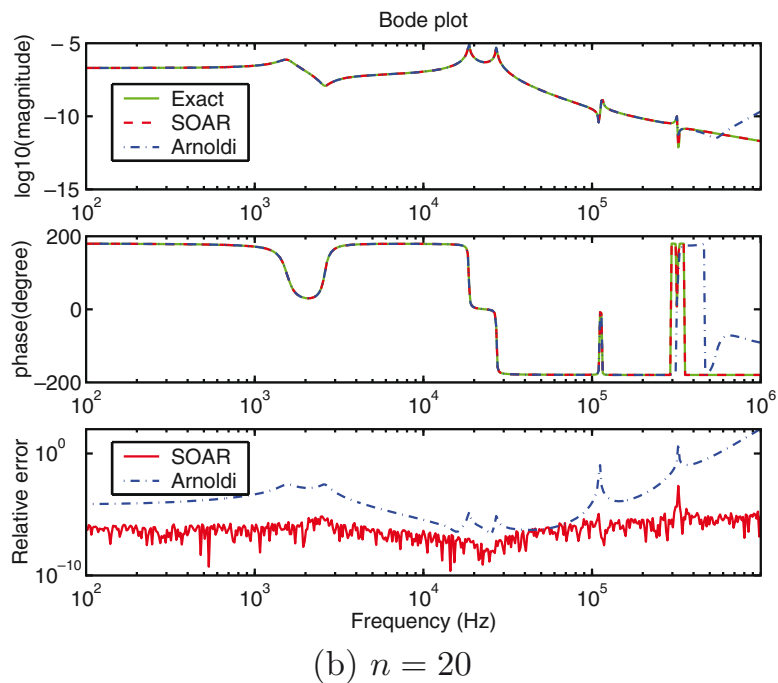 Bode plot
log10(magnitude)
−5
−10
−15
Exact
SOAR
Arnoldi
10^2
10^3
10^4
10^5
phase(degree)
200
0
−200
10^2
10^3
10^4
10^5
10^6
Relative error
10^0
10^−10
SOAR
Arnoldi
10^2
10^3
10^4
10^5
Frequency (Hz)
(b) n = 20